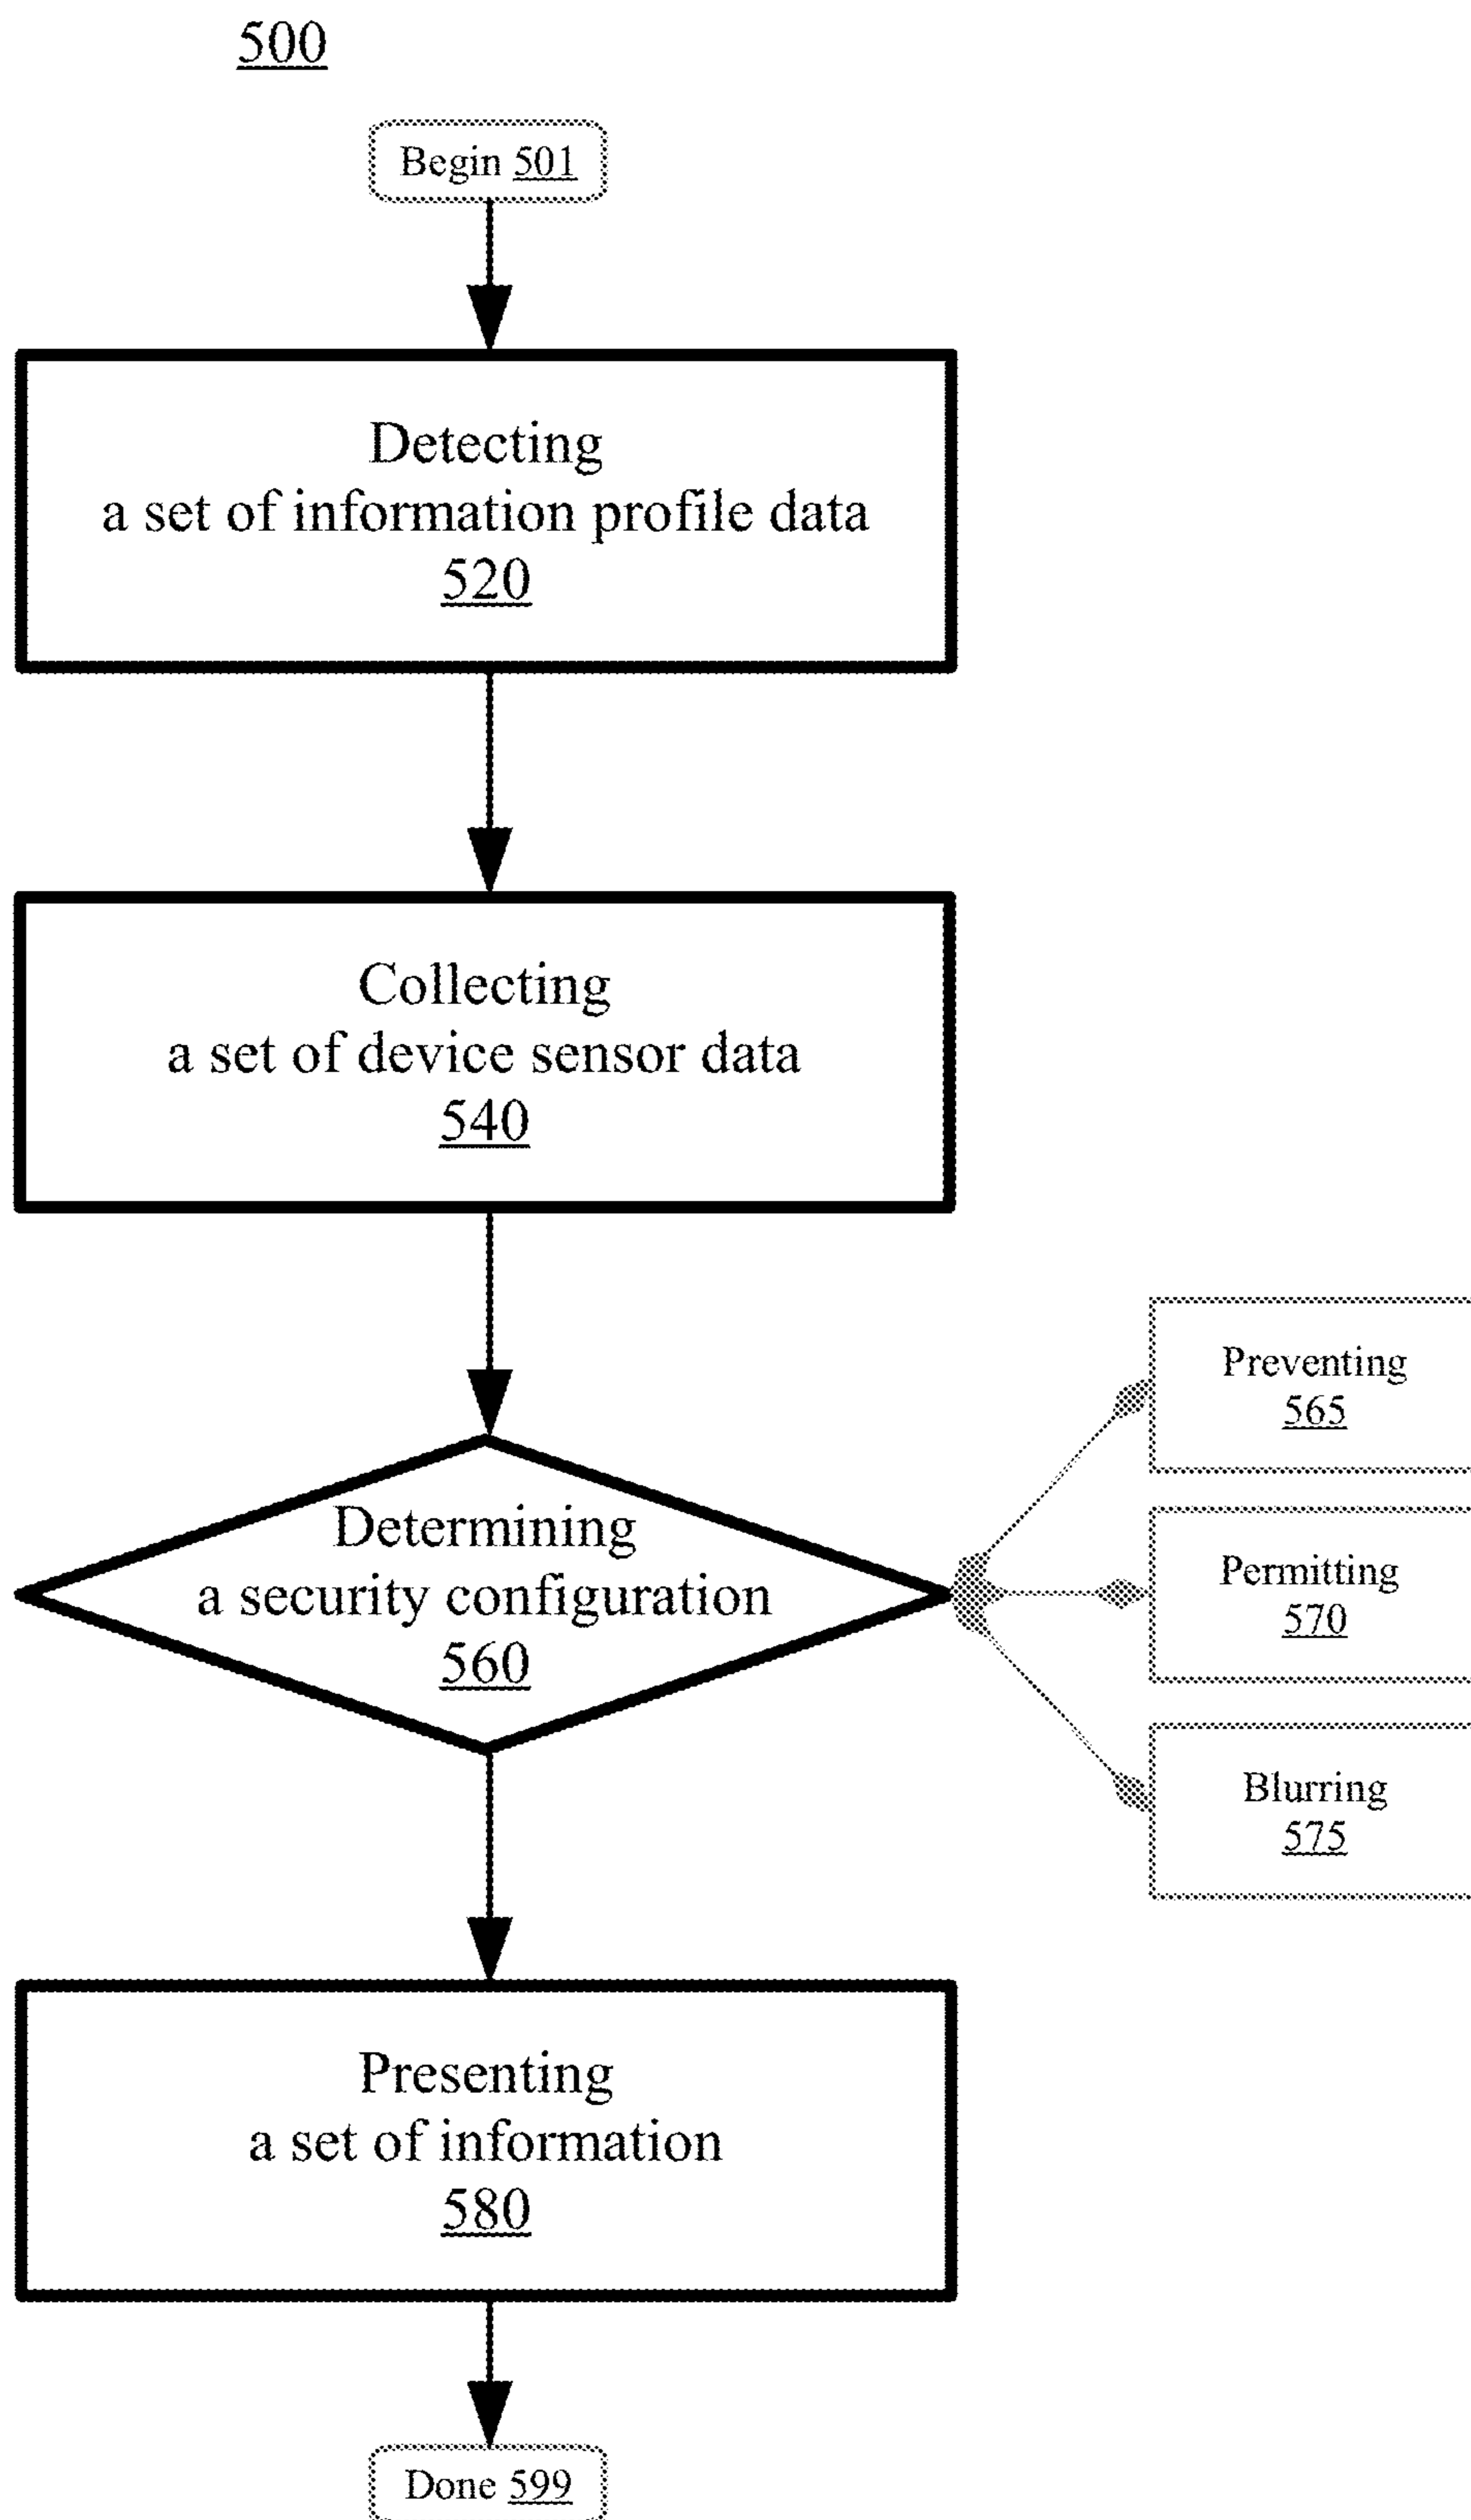 500
Begin 501
Detecting
a set of information profile data
520
Collecting
a set of device sensor data
540
Determining
a security configuration
560
Preventing
565
Permitting
570
Blurring
575
Presenting
a set of information
580
Done 599